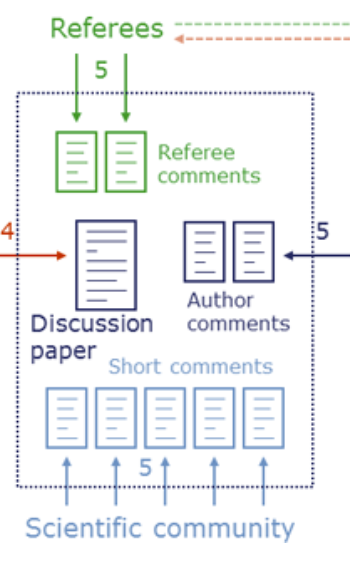 Referees
5
Referee
comments
4
5
Discussion
paper
Author
comments
Short comments
5
Scientific community